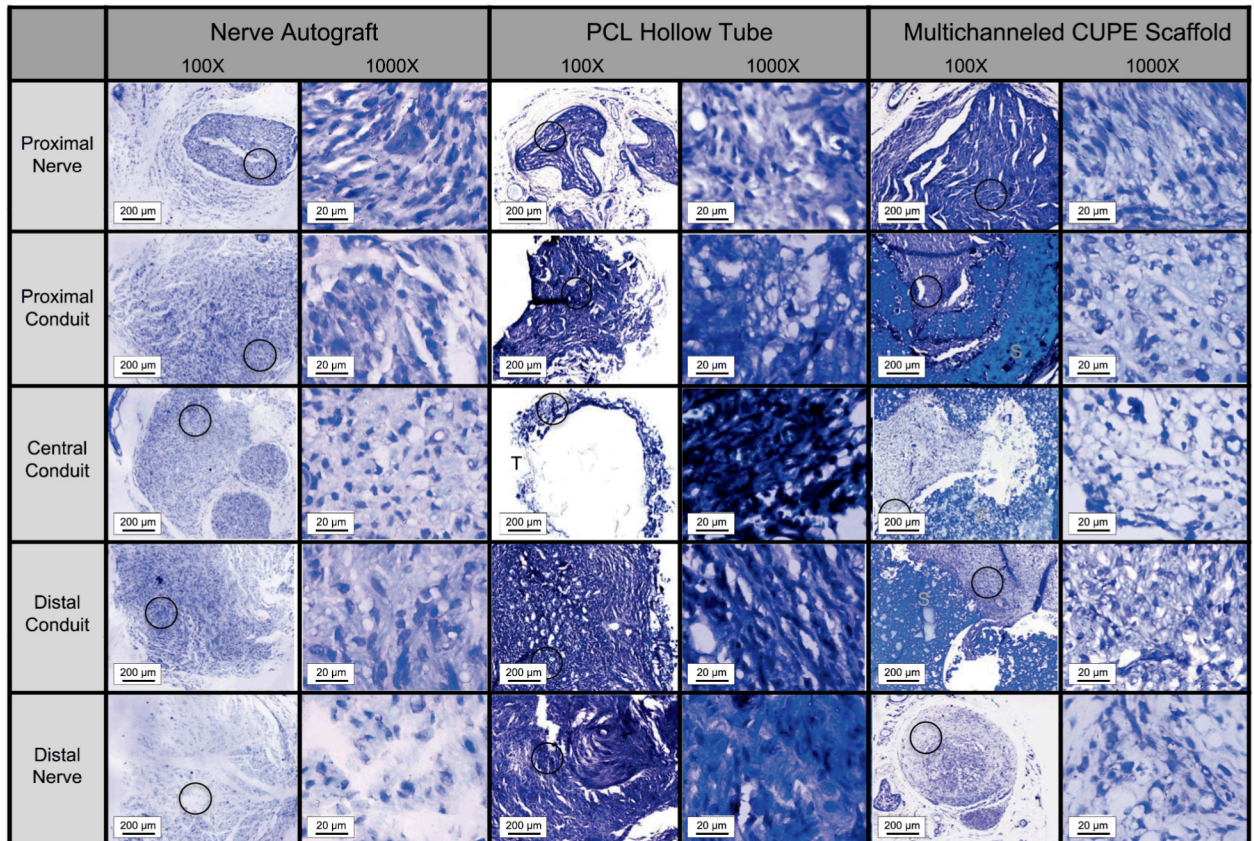 Nerve Autograft
PCL Hollow Tube
Multichanneled CUPE Scaffold
100X
1000X
100X
1000X
100X
1000X
Proximal
Nerve
200 µm
20 µm
200 µm
20 µm
200 µm
20 µm
Proximal
Conduit
S
200 µm
20 µm
200 µm
20 µm
200 µm
20 µm
Central
Conduit
T
S
200 µm
20 µm
200 µm
20 µm
200 µm
20 µm
Distal
Conduit
S
200 µm
20 µm
200 µm
20 µm
200 µm
20 µm
Distal
Nerve
200 µm
20 µm
200 µm
20 µm
200 µm
20 µm